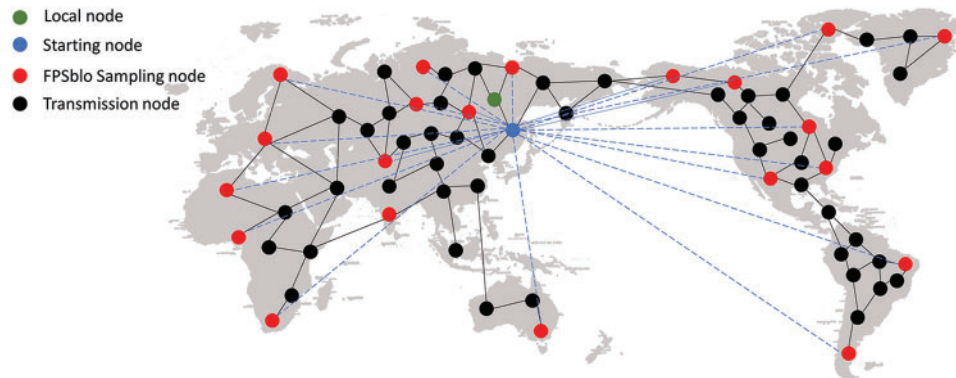 Local node
Starting node
FPSblo Sampling node
Transmission node